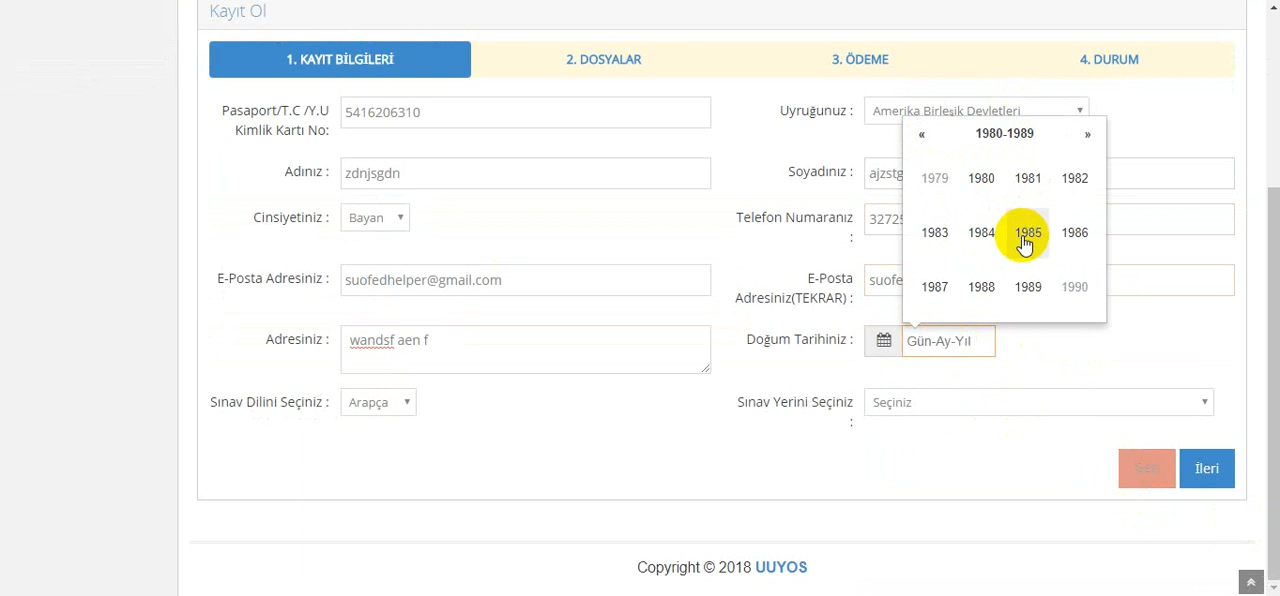 Kayıt Ol
1. KAYIT BİLGİLERİ
2. DOSYALAR
3. ÖDEME
4. DURUM
Pasaport/T.C /Y.U
Kimlik Kartı No:
5416206310
Uyruğunuz :
Amerika Birleşik Devletleri
Adınız :
zdnjsgdn
Soyadınız :
ajzstg
Cinsiyetiniz :
Bayan
Telefon Numaranız
:
3272
E-Posta Adresiniz :
suofedhelper@gmail.com
E-Posta
Adresiniz(TEKRAR) :
suofe
« 1980-1989 »
1979 1980 1981 1982
1983 1984 1985 1986
1987 1988 1989 1990
Adresiniz :
wandsf aen f
Doğum Tarihiniz :
Gün-Ay-Yıl
Sınav Dilini Seçiniz :
Arapça
Sınav Yerini Seçiniz
:
Seçiniz
İleri
Copyright © 2018 UUYOS